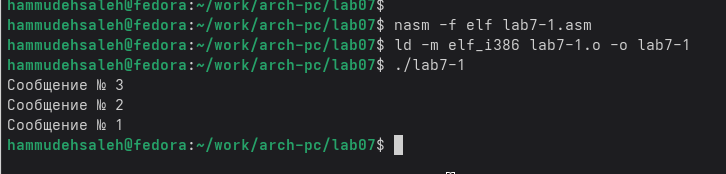 hammudehsaleh@fedora:~/work/arch-pc/lab07$
hammudehsaleh@fedora:~/work/arch-pc/lab07$ nasm -f elf lab7-1.asm
hammudehsaleh@fedora:~/work/arch-pc/lab07$ ld -m elf_i386 lab7-1.o -o lab7-1
hammudehsaleh@fedora:~/work/arch-pc/lab07$ ./lab7-1
Сообщение № 3
Сообщение № 2
Сообщение № 1
hammudehsaleh@fedora:~/work/arch-pc/lab07$